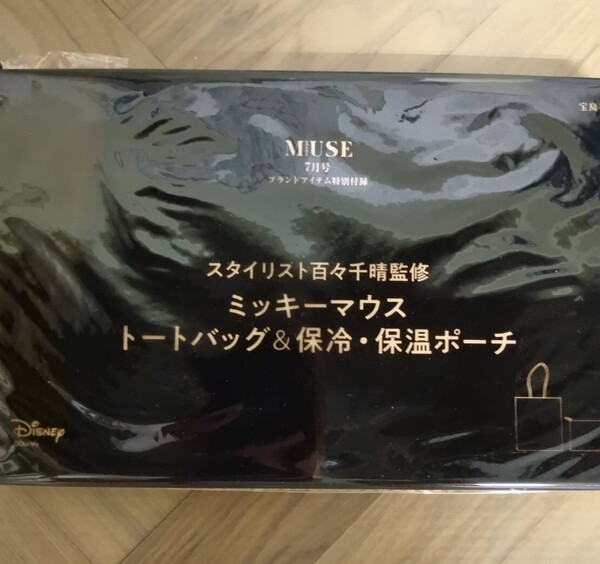 宝島
MUSE
7月号
ブランドアイテム特別付録
スタイリスト百々千晴監修
ミッキーマウス
トートバッグ&保冷・保温ポーチ
Disney